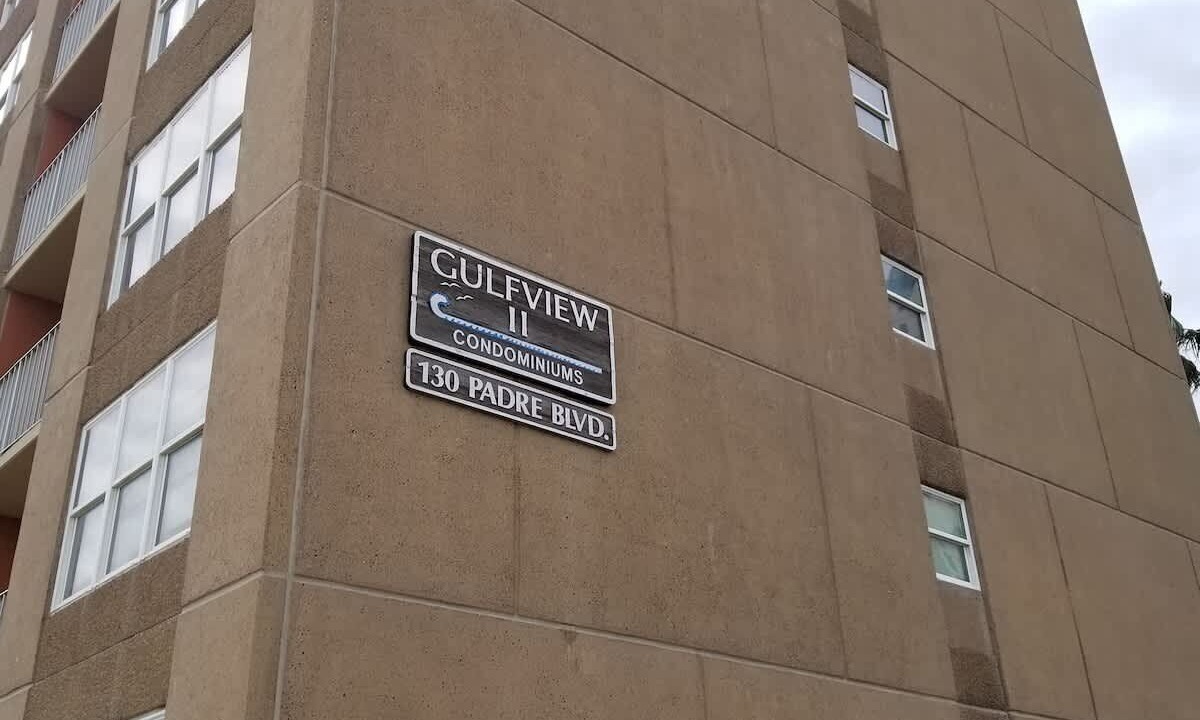 GULFVIEW
II
CONDOMINIUMS
130 PADRE BLVD.